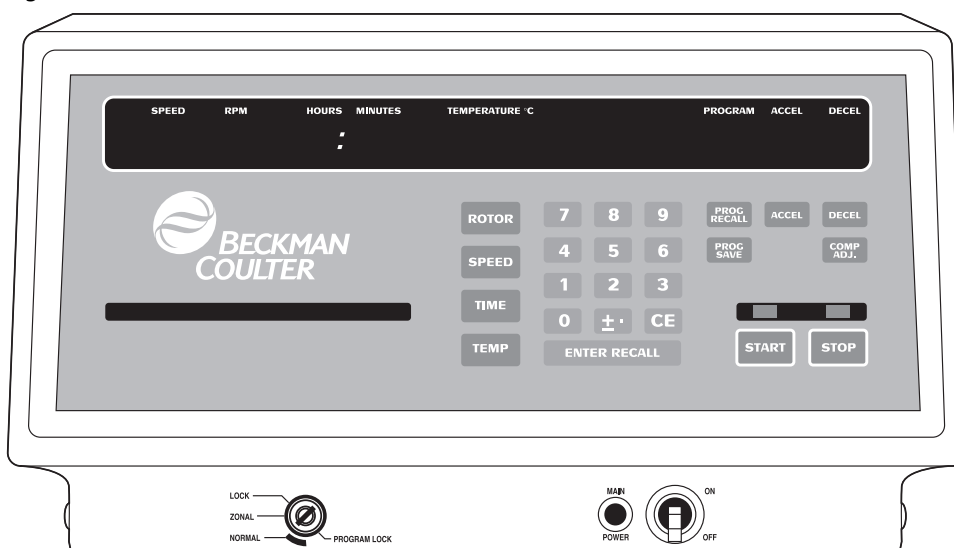 SPEED RPM HOURS MINUTES TEMPERATURE °C PROGRAM ACCEL DECEL
:
BECKMAN
COULTER
ROTOR
SPEED
TIME
TEMP
7 8 9
4 5 6
1 2 3
0 ± · CE
ENTER RECALL
PROG
RECALL
ACCEL
DECEL
PROG
SAVE
COMP
ADJ.
START
STOP
LOCK
ZONAL
NORMAL
PROGRAM LOCK
MAIN
POWER
ON
OFF